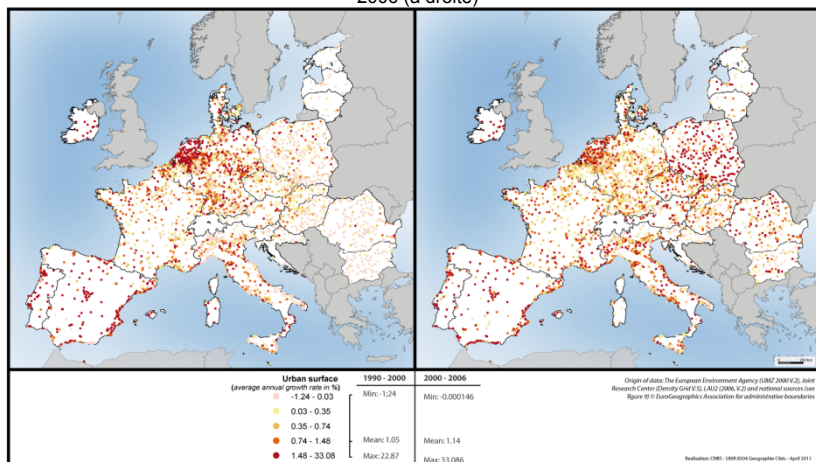 2006 (à droite)
Urban surface
(average annual growth rate in %)
1990 - 2000
2000 - 2006
-1.24 - 0.03
0.03 - 0.35
0.35 - 0.74
0.74 - 1.48
1.48 - 33.08
Min: -1;24
Min: -0.000146
Mean: 1.05
Mean: 1.14
Max: 22.87
Max: 33.086
Origin of data: The European Environment Agency (UMZ 2000 V.2), Joint
Research Center (Density Grid V.5), LAU2 (2006, V.2) and national sources (see
figure 9) © EuroGeographics Association for administrative boundaries
Realisation: CNRS - UMR 8504 Géographie Cités - April 2011